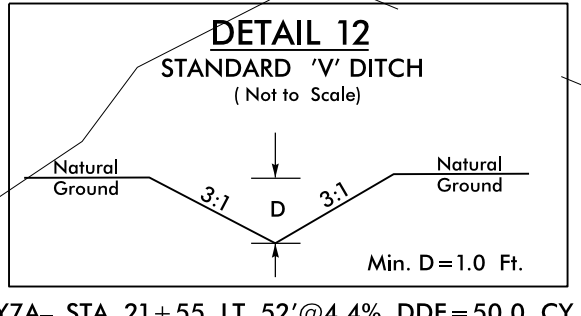 DETAIL 12
STANDARD 'V' DITCH
( Not to Scale)
Natural
Ground
3:1
D
3:1
Natural
Ground
Min. D=1.0 Ft.
Y7A- STA. 21+55 LT. 52'@4.4% DDE=50.0 CY